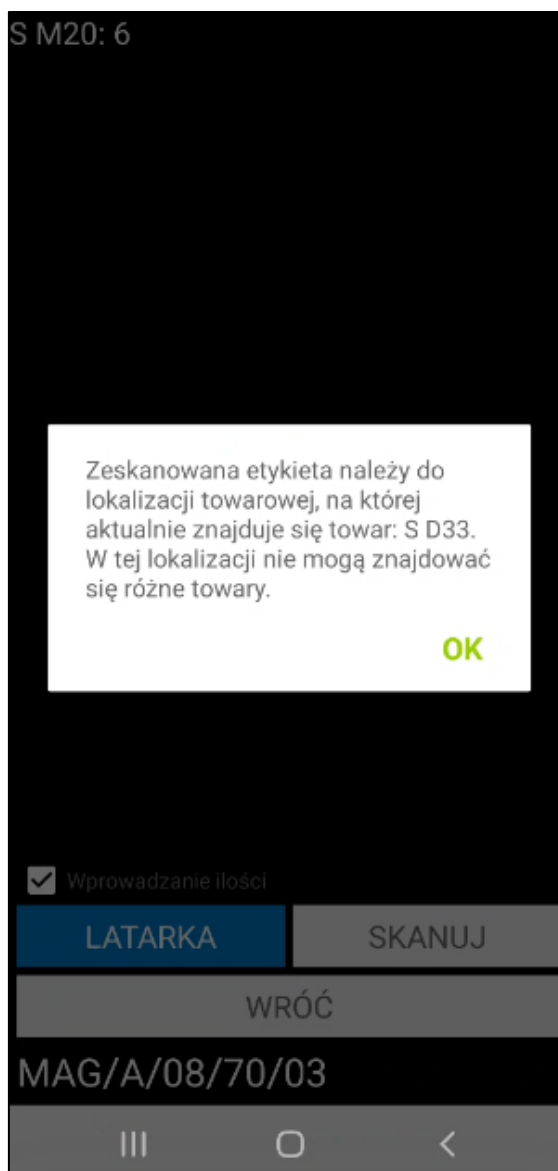 S M20: 6
Zeskanowana etykieta należy do
lokalizacji towarowej, na której
aktualnie znajduje się towar: S D33.
W tej lokalizacji nie mogą znajdować
się różne towary.
OK
Wprowadzanie ilości
LATARKA
SKANUJ
WRÓĆ
MAG/A/08/70/03